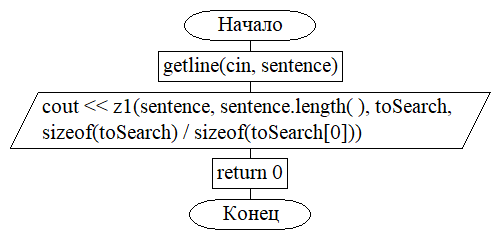 Начало
getline(cin, sentence)
cout << z1(sentence, sentence.length( ), toSearch,
sizeof(toSearch) / sizeof(toSearch[0]))
return 0
Конец